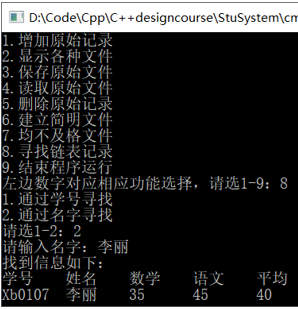 D:\Code\Cpp\C++designcourse\StuSystem\cm
1.增加原始记录
2.显示各种文件
3.保存原始文件
4.读取原始文件
5.删除原始记录
6.建立简明文件
7.均不及格文件
8.寻找链表记录
9.结束程序运行
左边数字对应相应功能选择，请选1-9：8
1.通过学号寻找
2.通过名字寻找
请选1-2：2
请输入名字：李丽
找到信息如下：
学号 姓名 数学 语文 平均
Xb0107 李丽 35 45 40